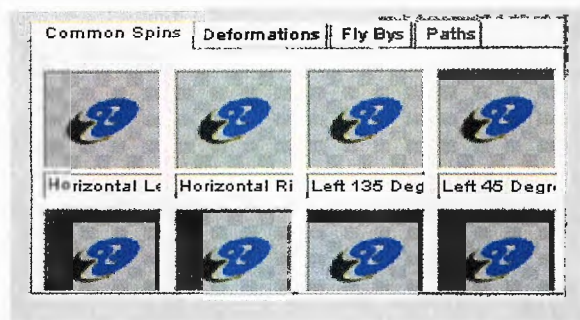 Common Spins Deformations Fly Bys Paths
Horizontal Le Horizontal Ri Left 135 Deg Left 45 Degr